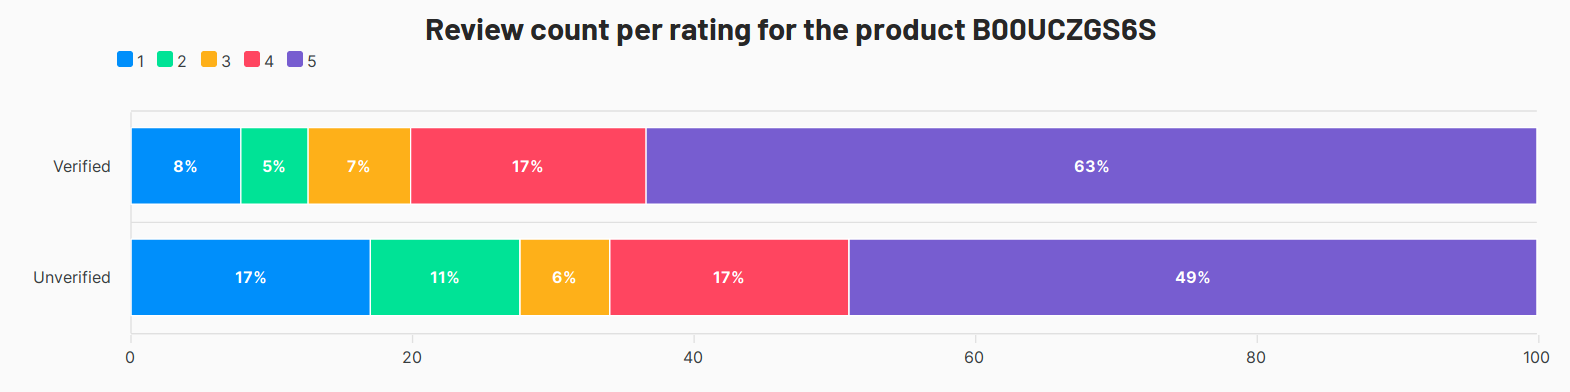 Review count per rating for the product B00UCZGS6S
1 2 3 4 5
Verified 8% 5% 7% 17% 63%
Unverified 17% 11% 6% 17% 49%
0 20 40 60 80 100